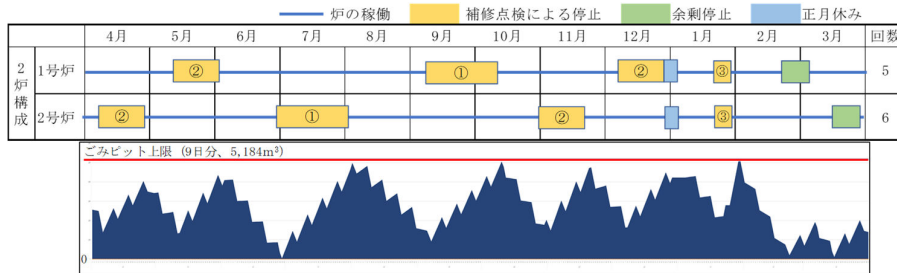 炉の稼働 補修点検による停止 余剰停止 正月休み
4月 5月 6月 7月 8月 9月 10月 11月 12月 1月 2月 3月 回数
2炉構成
1号炉 ② ① ② ③ 5
2号炉 ② ① ② ③ 6
ごみピット上限（9日分、5,184m³）
0